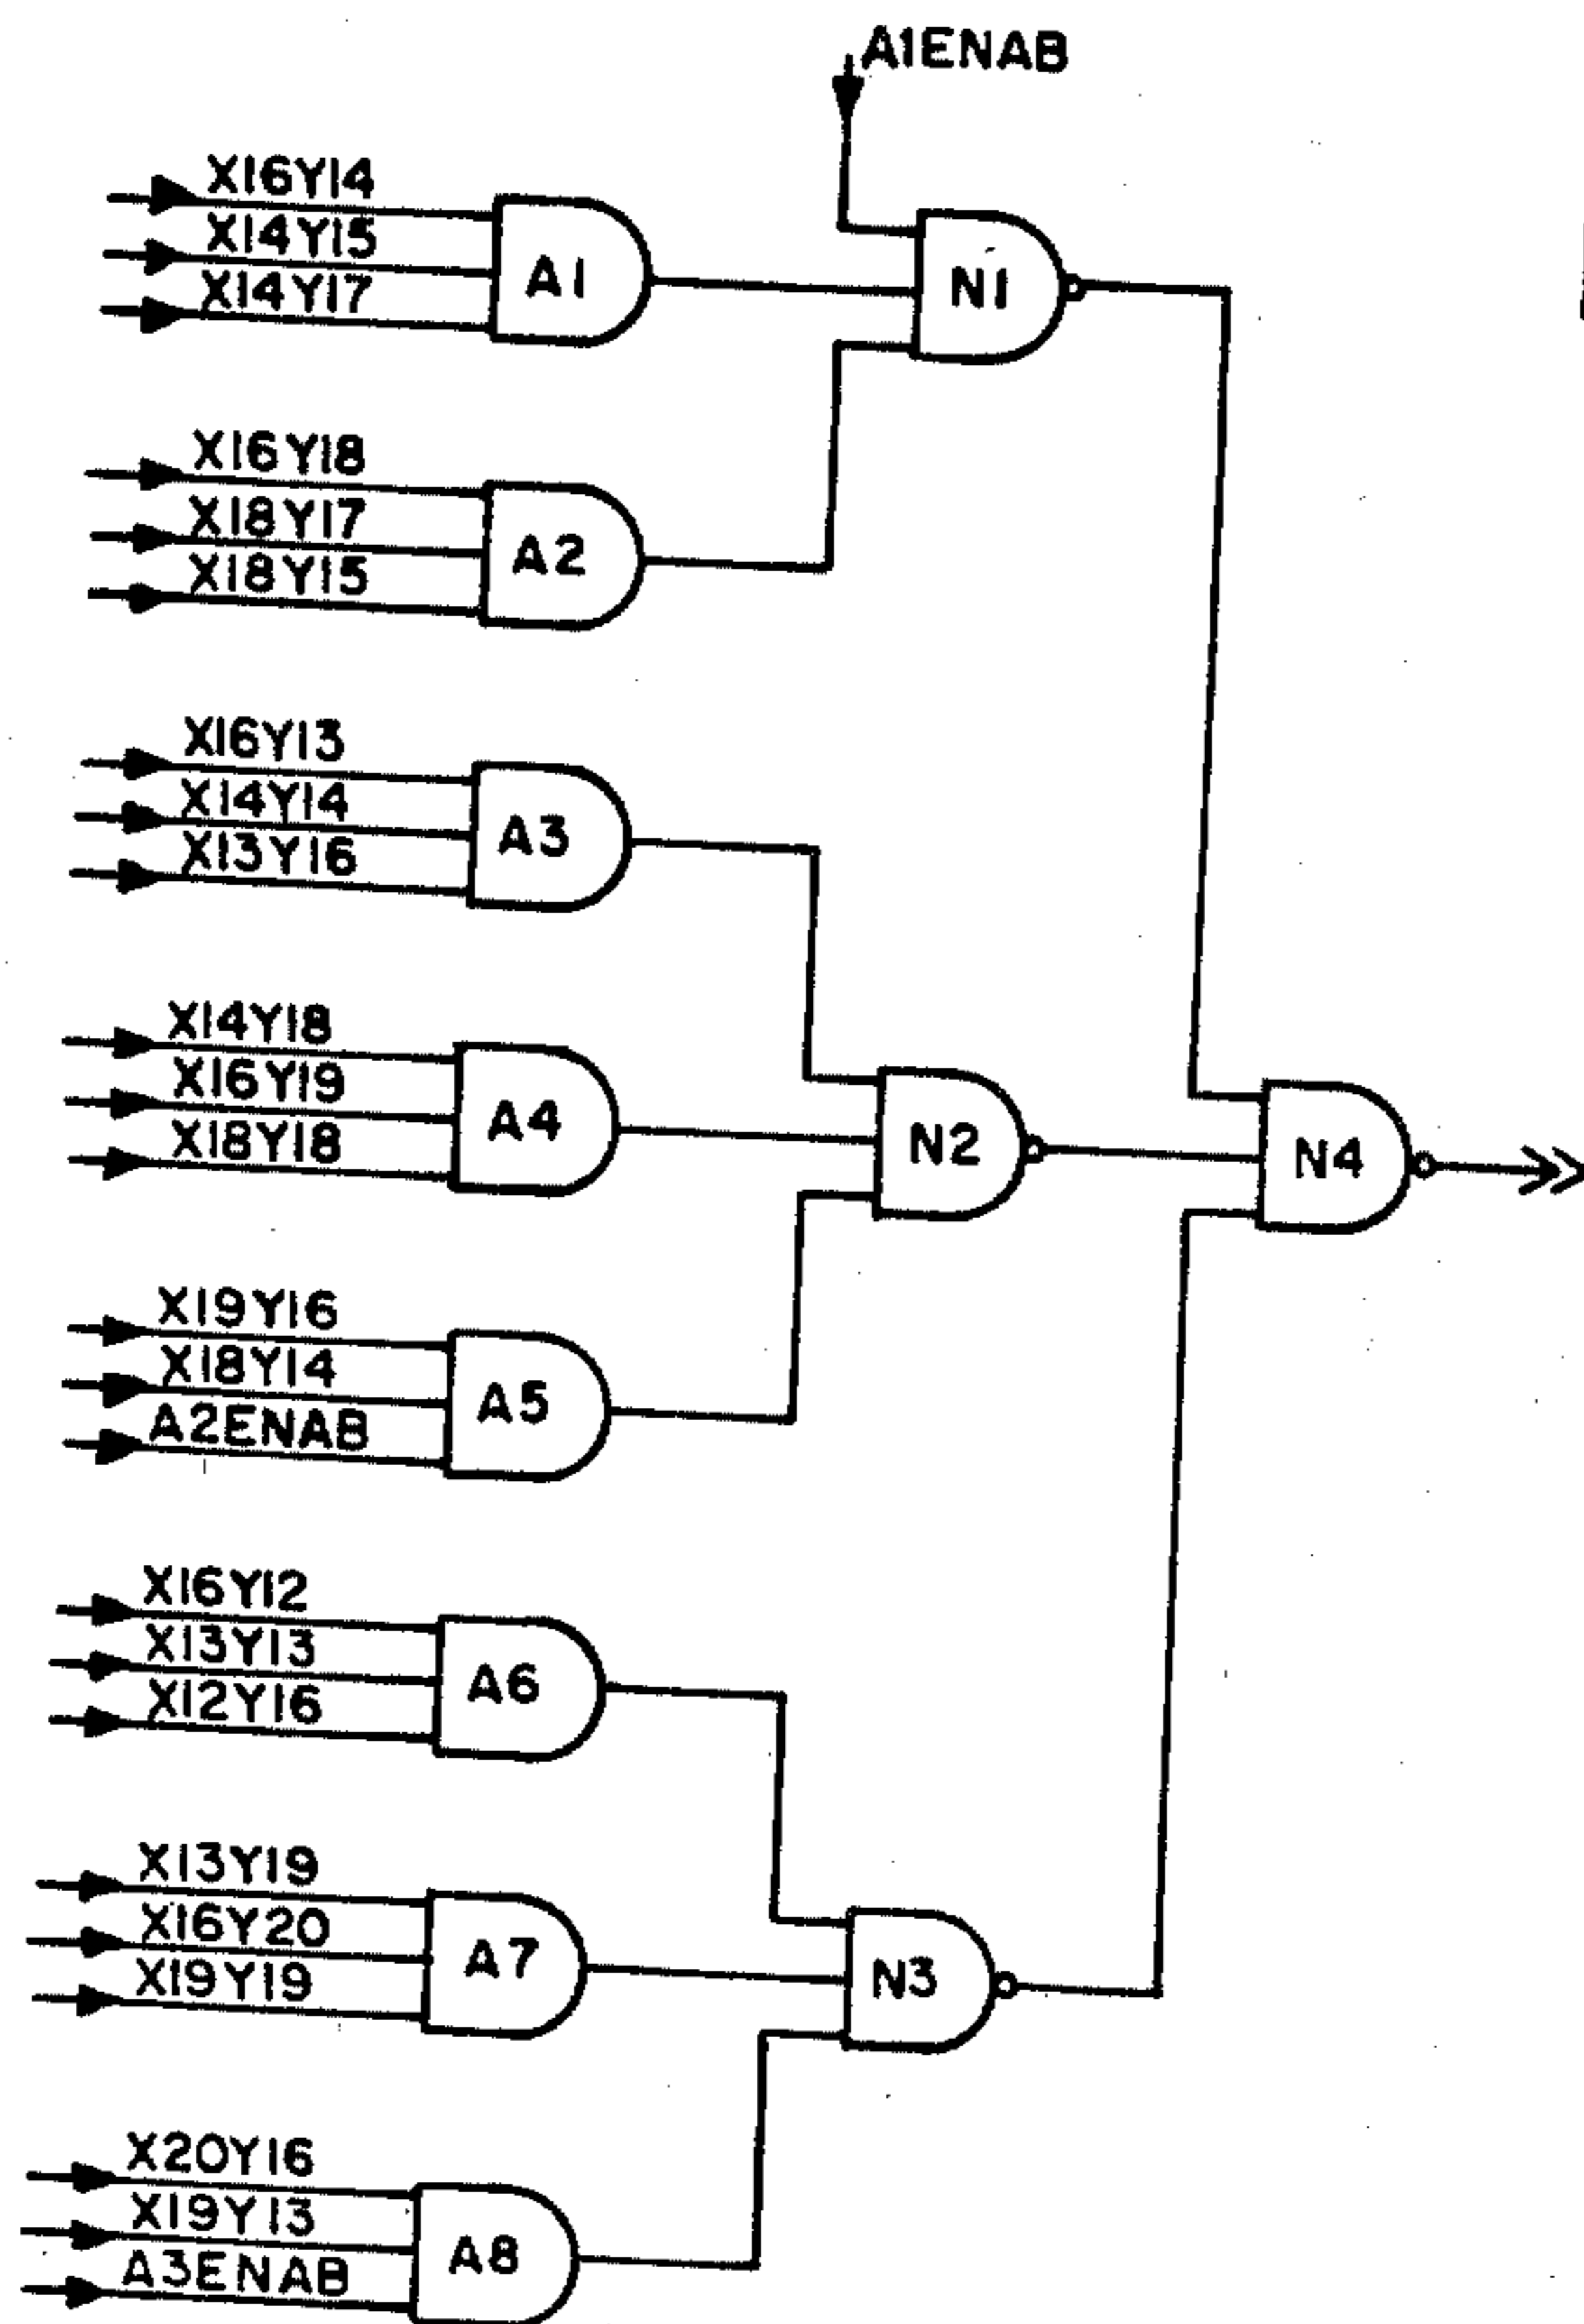 A1ENAB
X16Y14
X14Y15
X14Y17
A1
N1
X16Y18
X18Y17
X18Y15
A2
X16Y13
X14Y14
X13Y16
A3
X14Y18
X16Y19
X18Y18
A4
N2
N4
X19Y16
X18Y14
A2ENAB
A5
X16Y12
X13Y13
X12Y16
A6
X13Y19
X16Y20
X19Y19
A7
N3
X20Y16
X19Y13
A3ENAB
A8